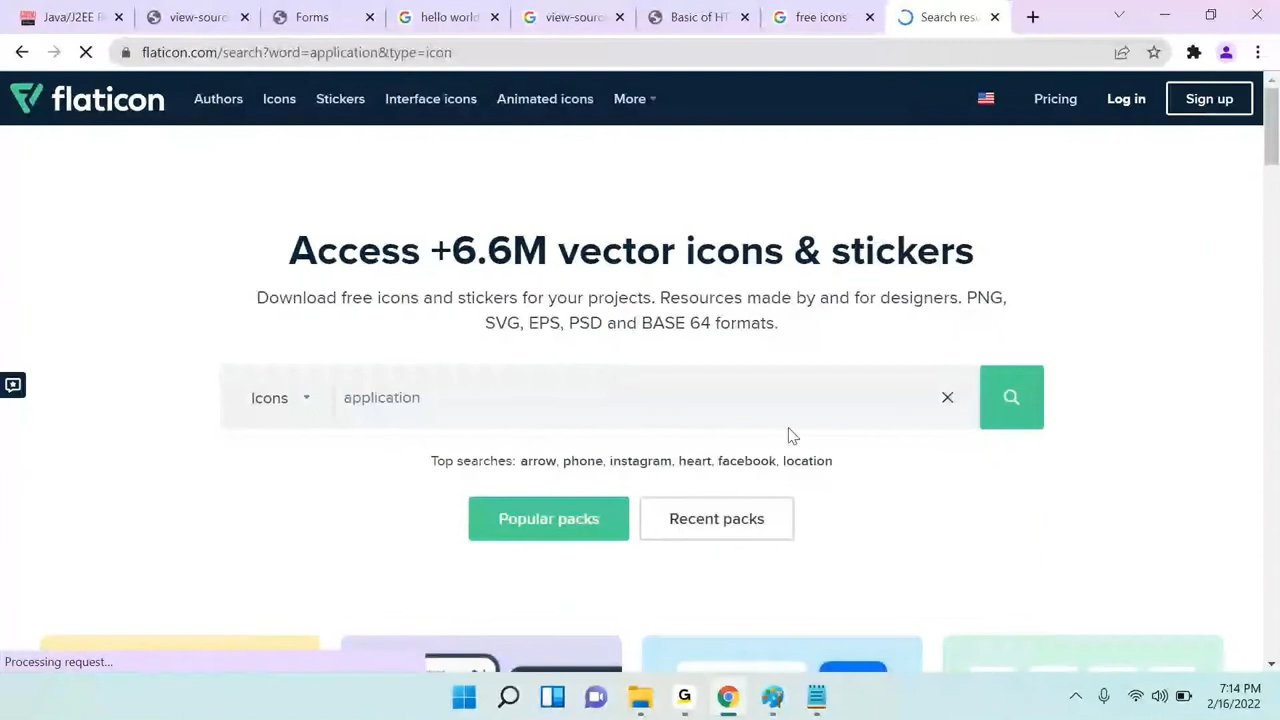 Java/J2EE
view-sour
Forms
hello world
view-sour
Basic of HT
free icons
Search res
flaticon.com/search?word=application&type=icon
flaticon
Authors
Icons
Stickers
Interface icons
Animated icons
More
Pricing
Log in
Sign up
Access +6.6M vector icons & stickers
Download free icons and stickers for your projects. Resources made by and for designers. PNG,
SVG, EPS, PSD and BASE 64 formats.
Icons
application
Top searches: arrow, phone, instagram, heart, facebook, location
Popular packs
Recent packs
Processing request...
G
7:14 PM
2/16/2022